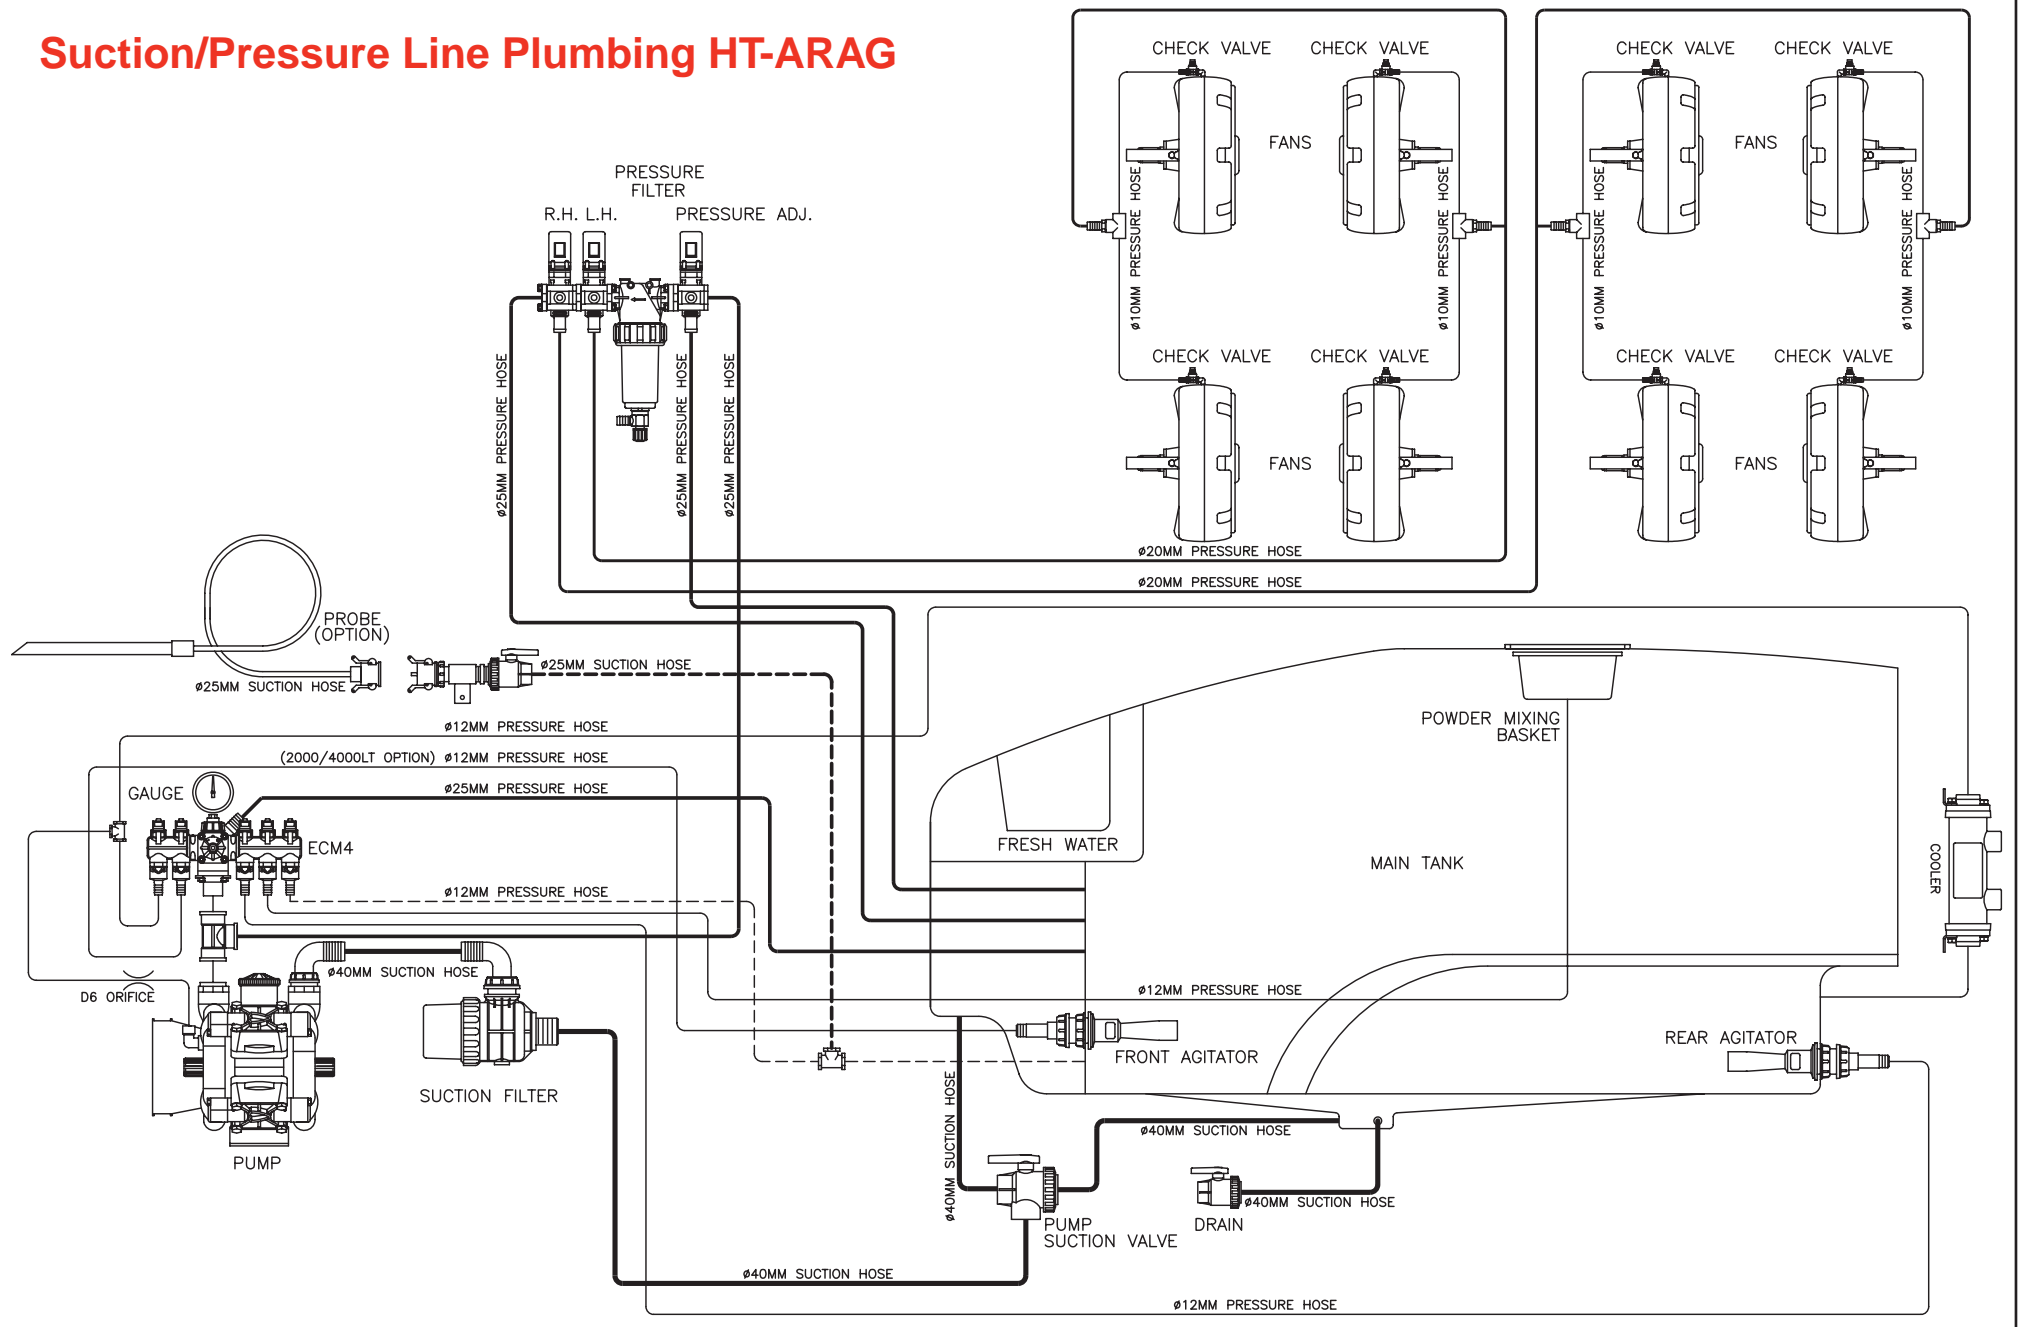 Suction/Pressure Line Plumbing HT-ARAG
CHECK VALVE
CHECK VALVE
CHECK VALVE
CHECK VALVE
FANS
FANS
Ø10MM PRESSURE HOSE
Ø10MM PRESSURE HOSE
Ø10MM PRESSURE HOSE
Ø10MM PRESSURE HOSE
CHECK VALVE
CHECK VALVE
CHECK VALVE
CHECK VALVE
FANS
FANS
PRESSURE
FILTER
R.H. L.H.
PRESSURE ADJ.
Ø25MM PRESSURE HOSE
Ø25MM PRESSURE HOSE
Ø25MM PRESSURE HOSE
Ø20MM PRESSURE HOSE
Ø20MM PRESSURE HOSE
PROBE
(OPTION)
Ø25MM SUCTION HOSE
Ø25MM SUCTION HOSE
Ø12MM PRESSURE HOSE
(2000/4000LT OPTION) Ø12MM PRESSURE HOSE
Ø25MM PRESSURE HOSE
GAUGE
ECM4
Ø12MM PRESSURE HOSE
POWDER MIXING
BASKET
FRESH WATER
MAIN TANK
COOLER
Ø40MM SUCTION HOSE
D6 ORIFICE
Ø12MM PRESSURE HOSE
FRONT AGITATOR
REAR AGITATOR
SUCTION FILTER
PUMP
Ø40MM SUCTION HOSE
Ø40MM SUCTION HOSE
Ø40MM SUCTION HOSE
PUMP
SUCTION VALVE
DRAIN
Ø40MM SUCTION HOSE
Ø12MM PRESSURE HOSE